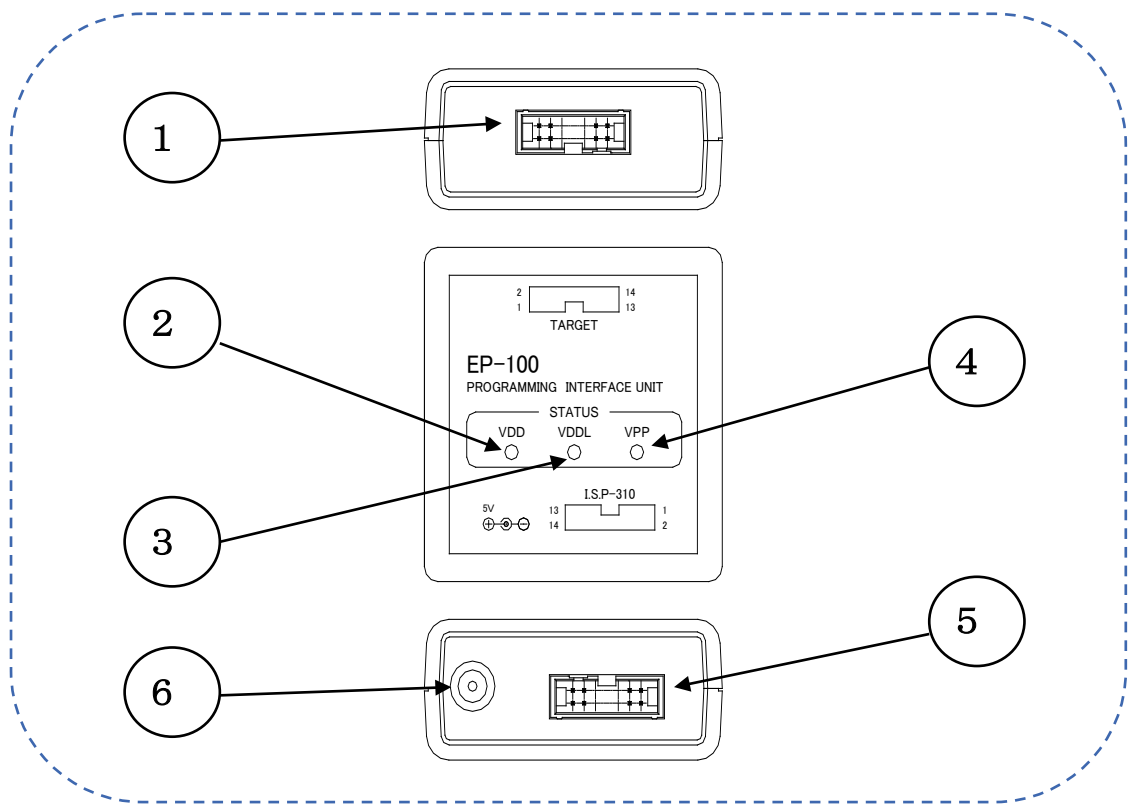 1
2 14
1 13
TARGET
2
EP-100
4
PROGRAMMING INTERFACE UNIT
STATUS
VDD VDDL VPP
I.S.P-310
5V 13 1
14 2
3
5
6